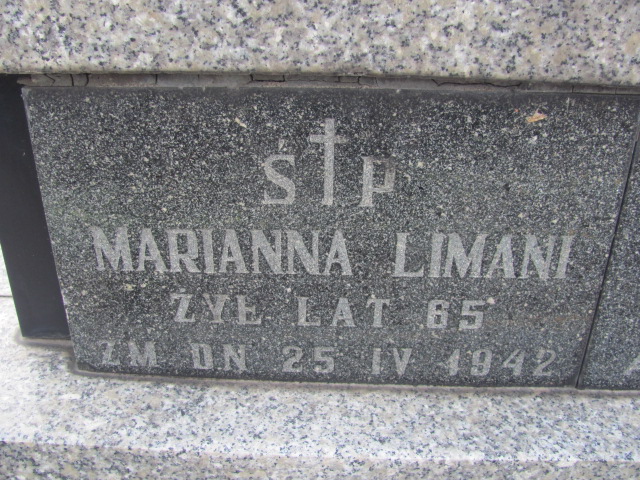 Ś†P
MARIANNA LIMANI
ŻYŁ LAT 65
ZM DN 25 IV 1942